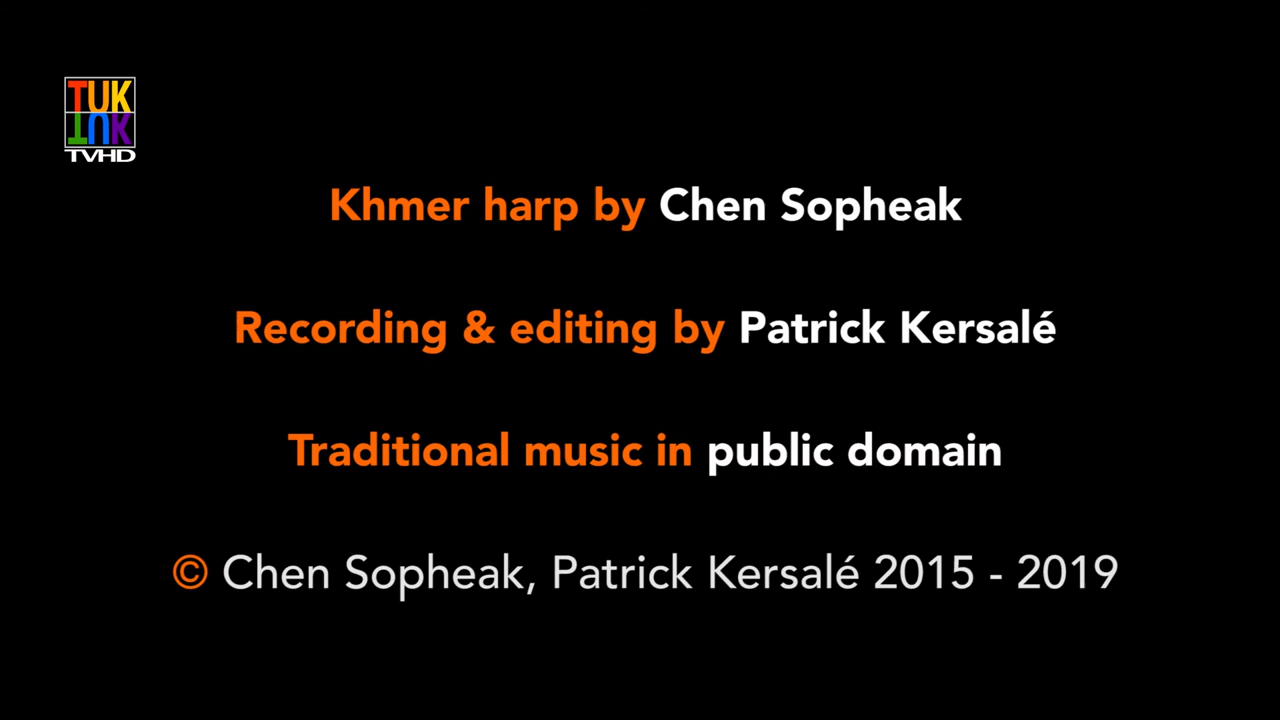 TUK
TUK
TVHD
Khmer harp by Chen Sopheak
Recording & editing by Patrick Kersalé
Traditional music in public domain
© Chen Sopheak, Patrick Kersalé 2015 - 2019